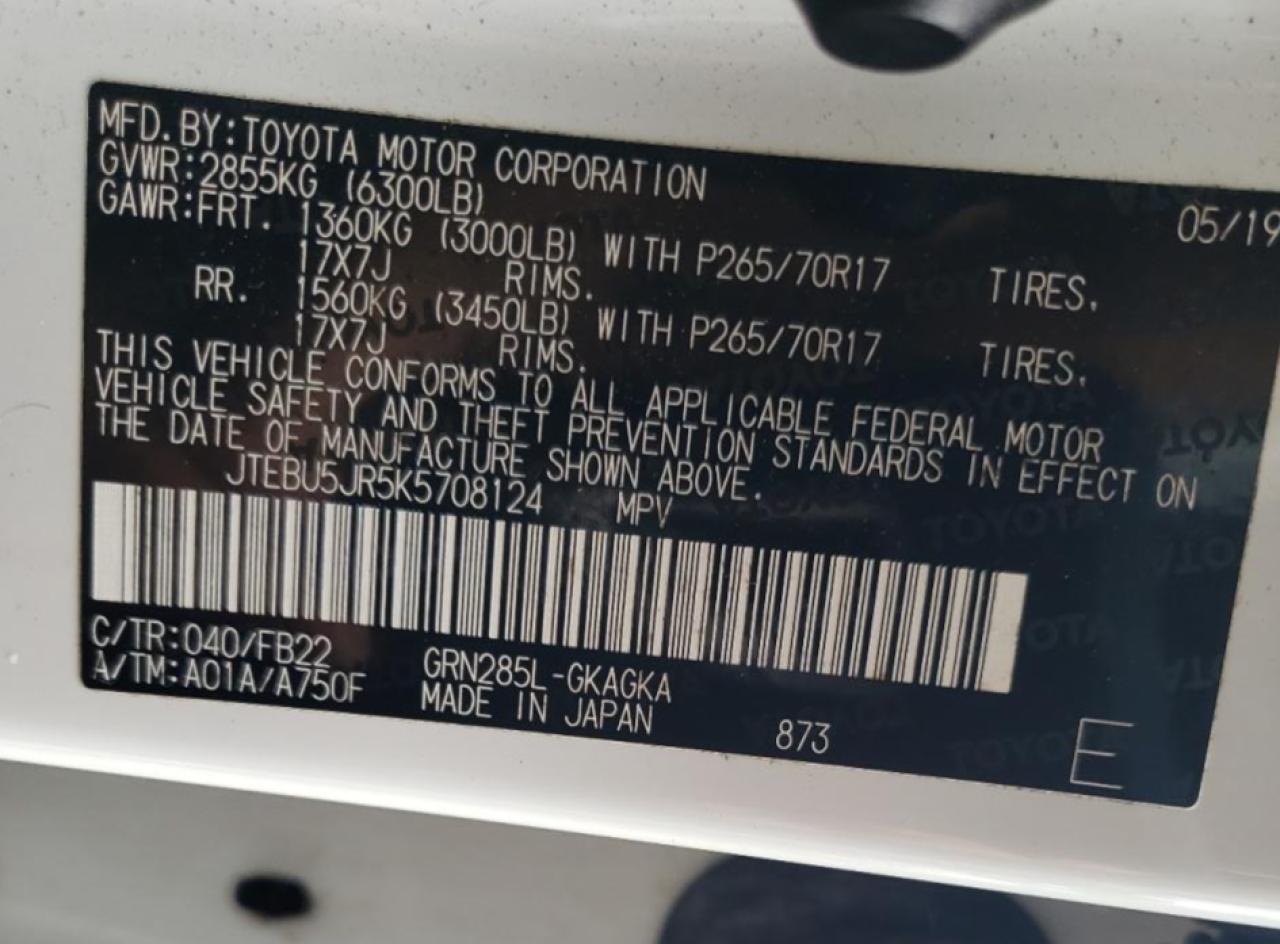 MFD.BY:TOYOTA MOTOR CORPORATION 05/19
GVWR:2855KG (6300LB)
GAWR:FRT. 1360KG (3000LB) WITH P265/70R17 TIRES,
17X7J RIMS.
RR. 1560KG (3450LB) WITH P265/70R17 TIRES,
17X7J RIMS.
THIS VEHICLE CONFORMS TO ALL APPLICABLE FEDERAL MOTOR
VEHICLE SAFETY AND THEFT PREVENTION STANDARDS IN EFFECT ON
THE DATE OF MANUFACTURE SHOWN ABOVE.
JTEBU5JR5K5708124 MPV
C/TR:040/FB22 GRN285L-GKAGKA
A/TM:A01A/A750F MADE IN JAPAN 873 E